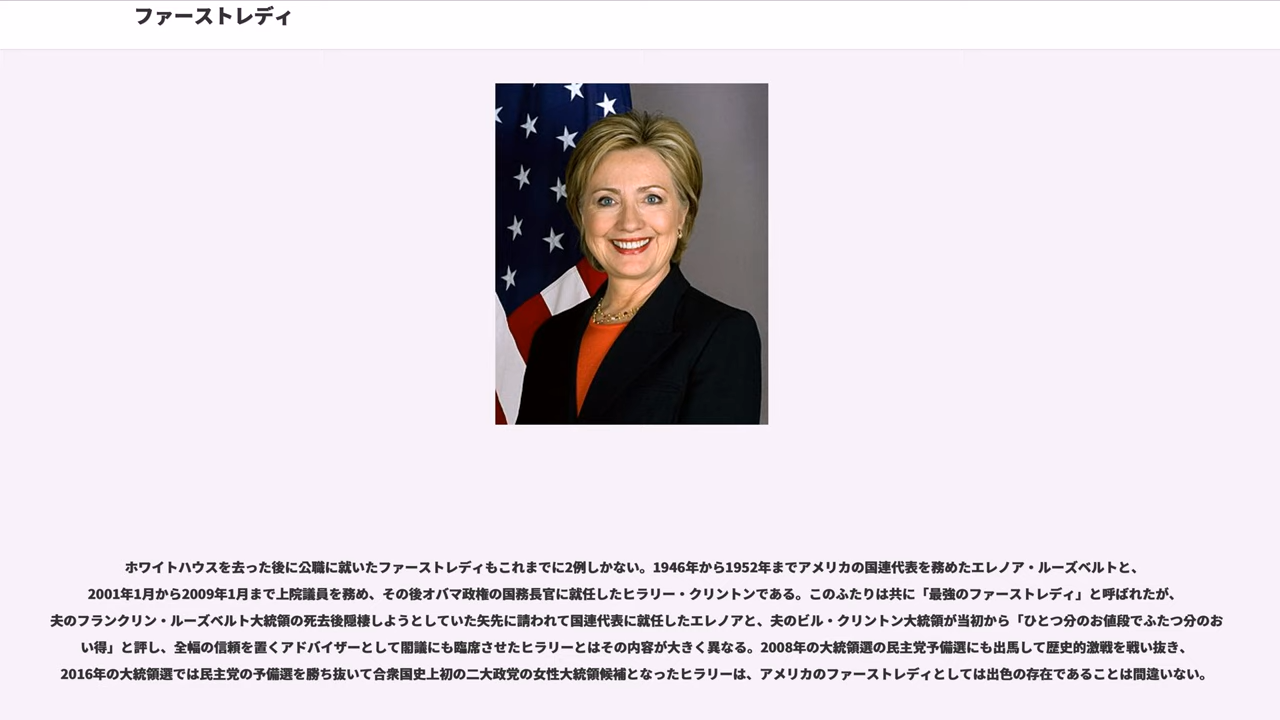 ファーストレディ
ホワイトハウスを去った後に公職に就いたファーストレディもこれまでに2例しかない。1946年から1952年までアメリカの国連代表を務めたエレノア・ルーズベルトと、
2001年1月から2009年1月まで上院議員を務め、その後オバマ政権の国務長官に就任したヒラリー・クリントンである。このふたりは共に「最強のファーストレディ」と呼ばれたが、
夫のフランクリン・ルーズベルト大統領の死去後隠棲しようとしていた矢先に請われて国連代表に就任したエレノアと、夫のビル・クリントン大統領が当初から「ひとつ分のお値段でふたつ分のお
い得」と評し、全幅の信頼を置くアドバイザーとして閣議にも臨席させたヒラリーとはその内容が大きく異なる。2008年の大統領選の民主党予備選にも出馬して歴史的激戦を戦い抜き、
2016年の大統領選では民主党の予備選を勝ち抜いて合衆国史上初の二大政党の女性大統領候補となったヒラリーは、アメリカのファーストレディとしては出色の存在であることは間違いない。